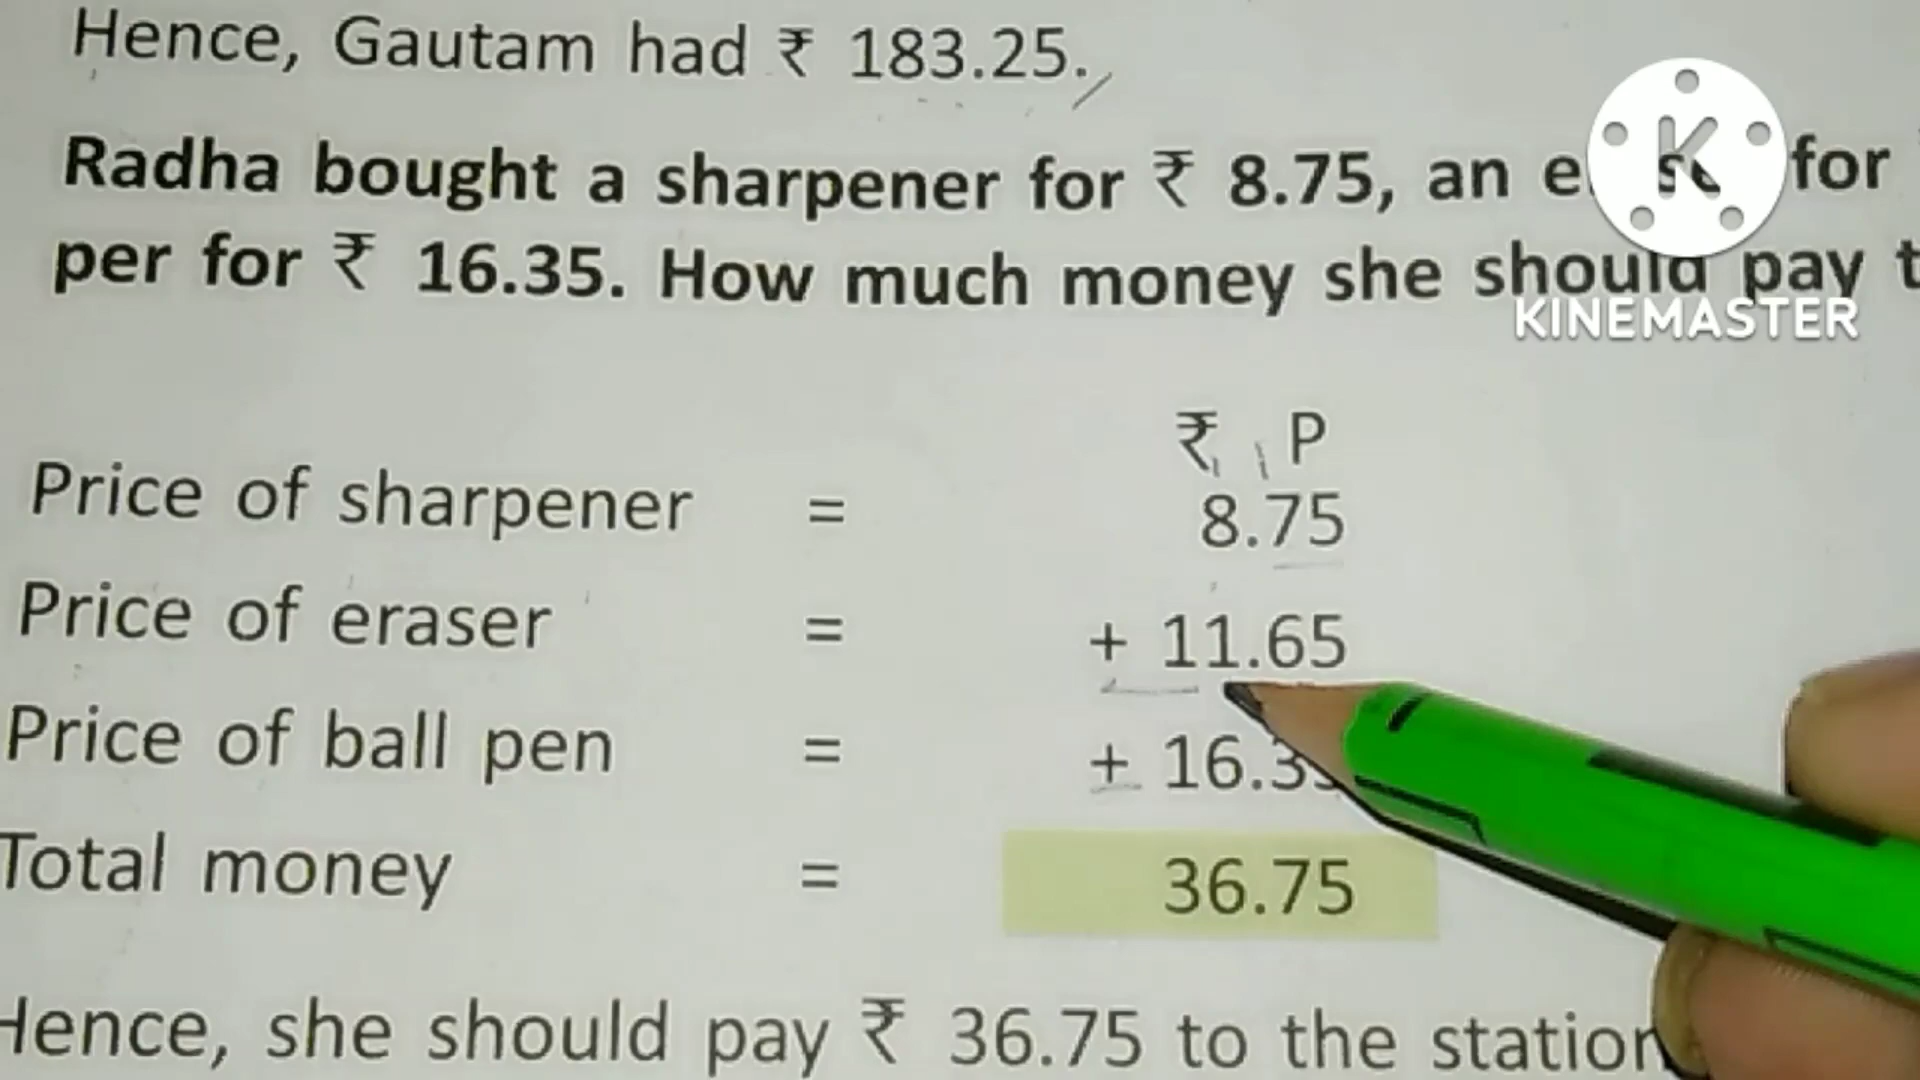 Hence, Gautam had ₹ 183.25.
Radha bought a sharpener for ₹ 8.75, an for
per for ₹ 16.35. How much money she should pay
KINEMASTER
₹ P
Price of sharpener = 8.75
Price of eraser = + 11.65
Price of ball pen = + 16.3
Total money = 36.75
Hence, she should pay ₹ 36.75 to the station